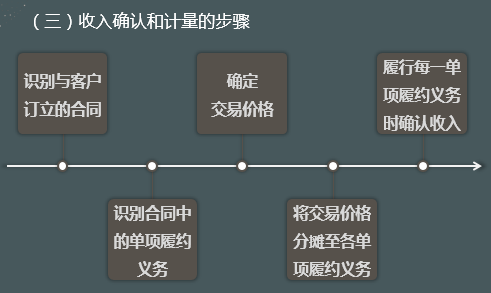 （三）收入确认和计量的步骤
识别与客户
订立的合同
识别合同中
的单项履约
义务
确定
交易价格
将交易价格
分摊至各单
项履约义务
履行每一单
项履约义务
时确认收入